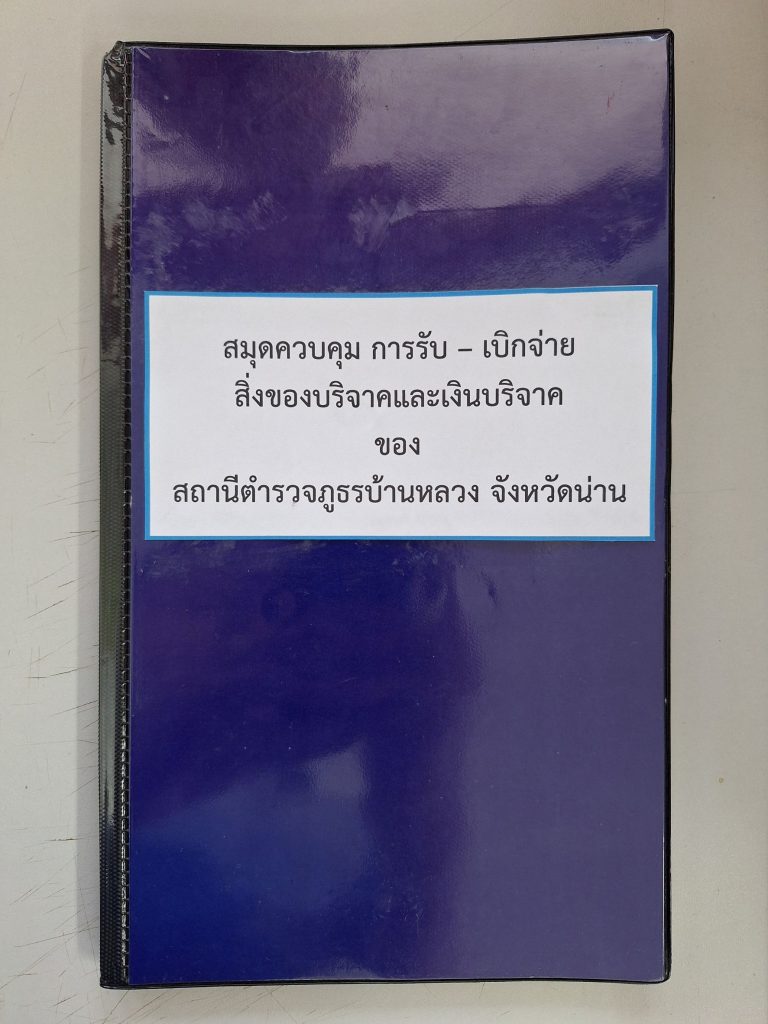 สมุดควบคุม การรับ – เบิกจ่าย
สิ่งของบริจาคและเงินบริจาค
ของ
สถานีตำรวจภูธรบ้านหลวง จังหวัดน่าน